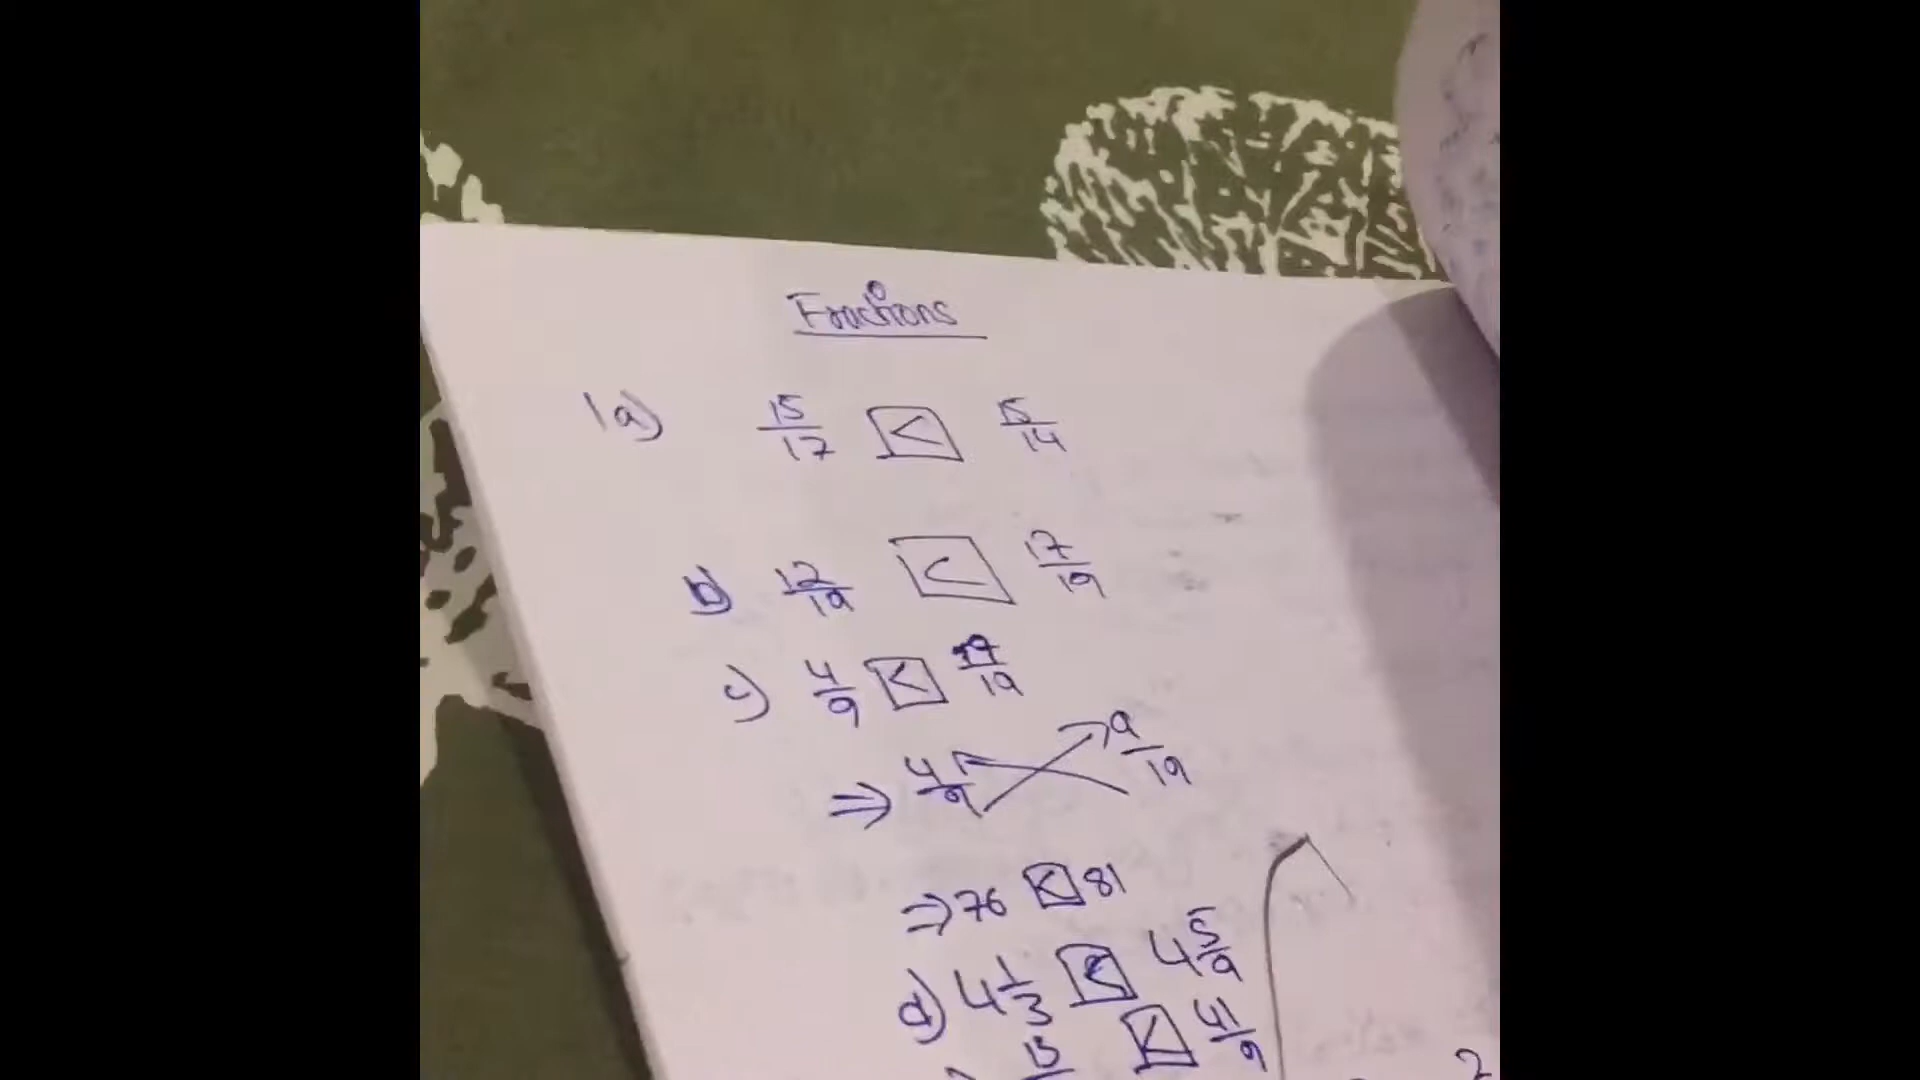 Fractions
1a) 15/17 < 15/14
b) 12/19 < 17/19
c) 4/9 < 9/19
⇒ 4/9 9/19
⇒ 76 < 81
d) 4 1/3 < 4 5/9
< 41/9